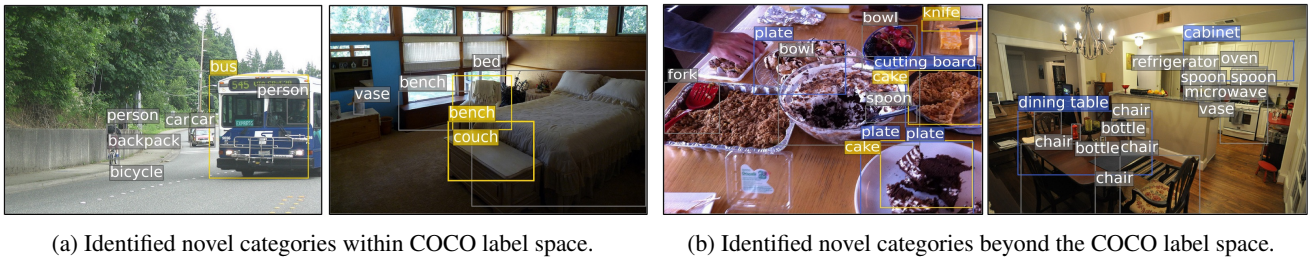 bus
545
person
person
car
car
backpack
bicycle
bed
bench
vase
bench
couch
bowl
knife
plate
bowl
cutting board
fork
cake
spoon
plate
plate
cake
cabinet
refrigerator
oven
spoon
spoon
microwave
vase
dining table
chair
bottle
chair
bottle
chair
chair
(a) Identified novel categories within COCO label space.
(b) Identified novel categories beyond the COCO label space.